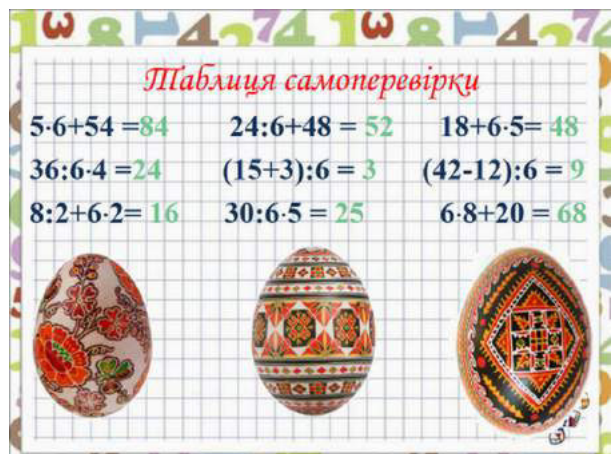 Таблиця самоперевірки
5·6+54 =84 24:6+48 = 52 18+6·5= 48
36:6·4 =24 (15+3):6 = 3 (42-12):6 = 9
8:2+6·2= 16 30:6·5 = 25 6·8+20 = 68